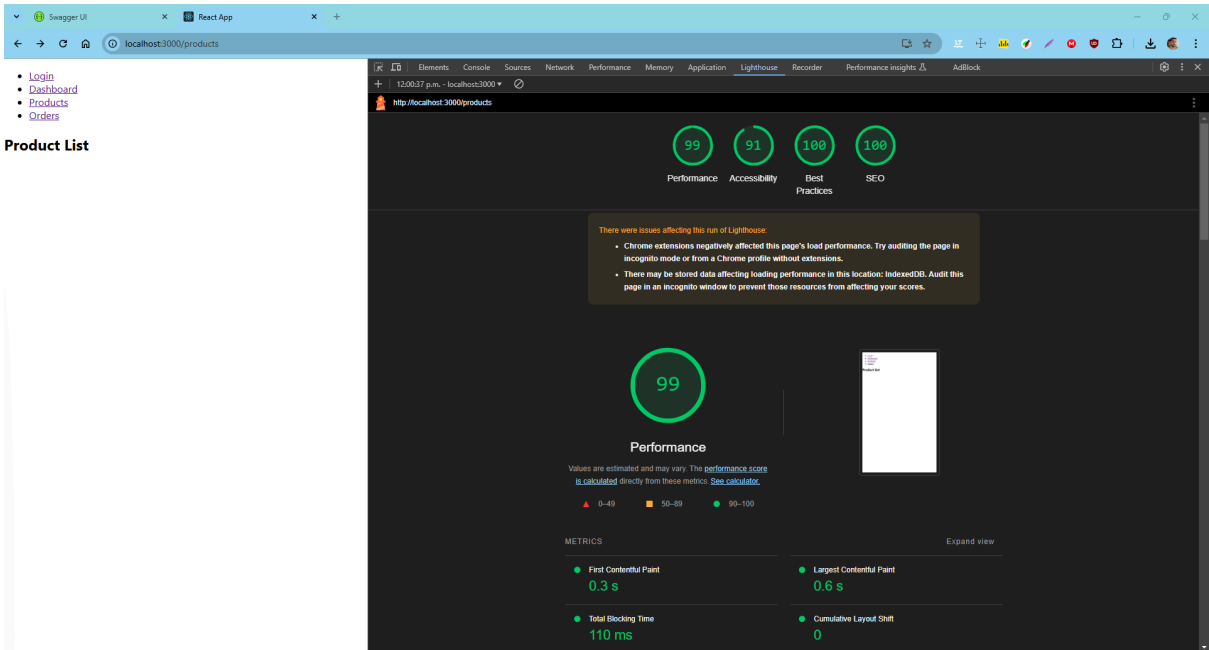 Swagger UI
React App
localhost:3000/products
Login
Dashboard
Products
Orders
Product List
Elements Console Sources Network Performance Memory Application Lighthouse Recorder Performance insights AdBlock
12:00:37 p.m. - localhost:3000
http://localhost:3000/products
99 91 100 100
Performance Accessibility Best Practices SEO
There were issues affecting this run of Lighthouse:
Chrome extensions negatively affected this page's load performance. Try auditing the page in
incognito mode or from a Chrome profile without extensions.
There may be stored data affecting loading performance in this location: IndexedDB. Audit this
page in an incognito window to prevent those resources from affecting your scores.
99
Performance
Values are estimated and may vary. The performance score
is calculated directly from these metrics. See calculator.
0–49 50–89 90–100
METRICS Expand view
First Contentful Paint
0.3 s
Largest Contentful Paint
0.6 s
Total Blocking Time
110 ms
Cumulative Layout Shift
0